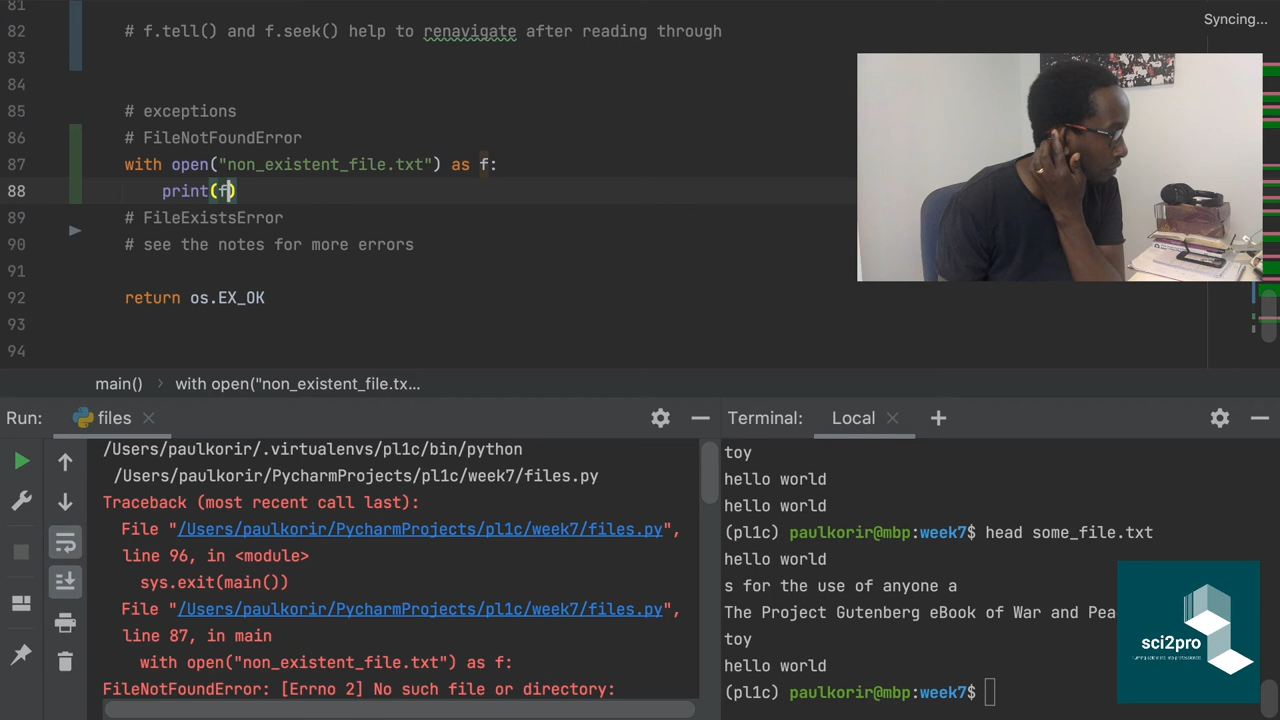 81
Syncing...
82 # f.tell() and f.seek() help to renavigate after reading through
83
84
85 # exceptions
86 # FileNotFoundError
87 with open("non_existent_file.txt") as f:
88 print(f)
89 # FileExistsError
90 # see the notes for more errors
91
92 return os.EX_OK
93
94
main() › with open("non_existent_file.tx...
Run: files
/Users/paulkorir/.virtualenvs/pl1c/bin/python
/Users/paulkorir/PycharmProjects/pl1c/week7/files.py
Traceback (most recent call last):
File "/Users/paulkorir/PycharmProjects/pl1c/week7/files.py",
line 96, in <module>
sys.exit(main())
File "/Users/paulkorir/PycharmProjects/pl1c/week7/files.py",
line 87, in main
with open("non_existent_file.txt") as f:
FileNotFoundError: [Errno 2] No such file or directory:
Terminal: Local
toy
hello world
hello world
(pl1c) paulkorir@mbp:week7$ head some_file.txt
hello world
s for the use of anyone a
The Project Gutenberg eBook of War and Pea
toy
hello world
(pl1c) paulkorir@mbp:week7$
sci2pro